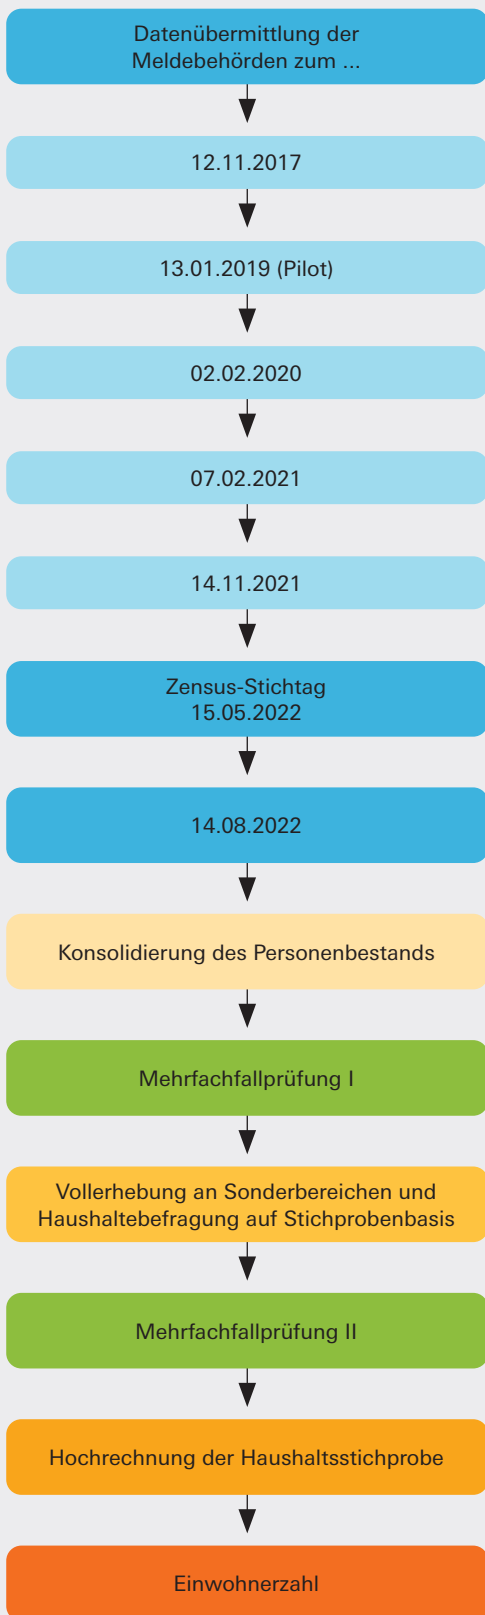 Datenübermittlung der
Meldebehörden zum ...
12.11.2017
13.01.2019 (Pilot)
02.02.2020
07.02.2021
14.11.2021
Zensus-Stichtag
15.05.2022
14.08.2022
Konsolidierung des Personenbestands
Mehrfachfallprüfung I
Vollerhebung an Sonderbereichen und
Haushaltebefragung auf Stichprobenbasis
Mehrfachfallprüfung II
Hochrechnung der Haushaltsstichprobe
Einwohnerzahl